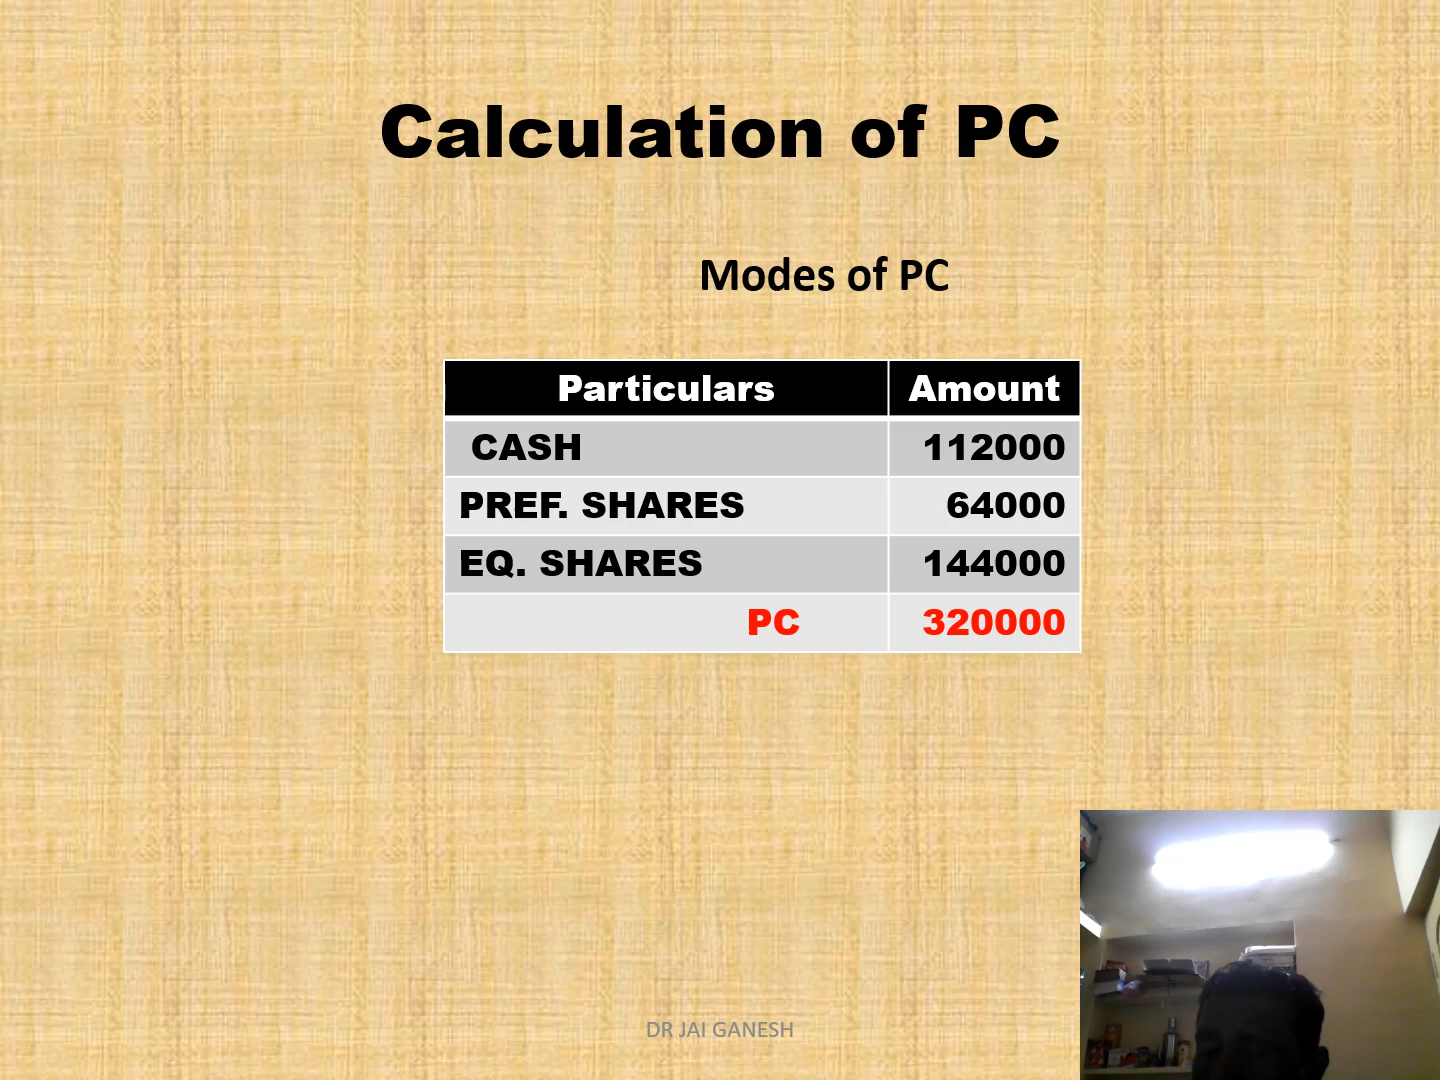 Calculation of PC
Modes of PC
Particulars Amount
CASH 112000
PREF. SHARES 64000
EQ. SHARES 144000
PC 320000
DR JAI GANESH